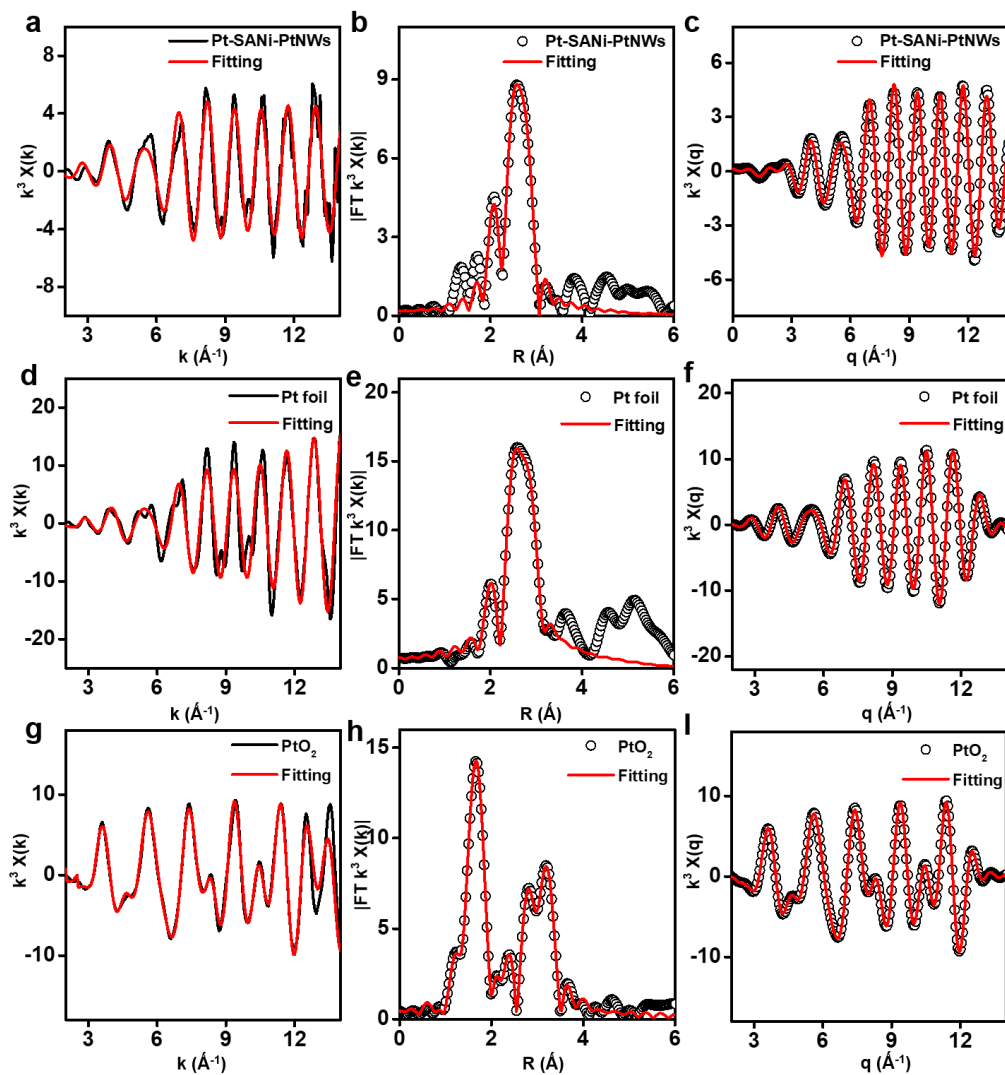 a
Pt-SANi-PtNWs
Fitting
8
4
0
-4
-8
k³ X(k)
3 6 9 12
k (Å⁻¹)
b
Pt-SANi-PtNWs
Fitting
9
6
3
0
|FT k³ X(k)|
0 2 4 6
R (Å)
c
Pt-SANi-PtNWs
Fitting
6
3
0
-3
-6
k³ X(q)
0 3 6 9 12
q (Å⁻¹)
d
Pt foil
Fitting
20
10
0
-10
-20
k³ X(k)
3 6 9 12
k (Å⁻¹)
e
Pt foil
Fitting
20
15
10
5
0
|FT k³ X(k)|
0 2 4 6
R (Å)
f
Pt foil
Fitting
20
10
0
-10
-20
k³ X(q)
3 6 9 12
q (Å⁻¹)
g
PtO₂
Fitting
10
0
-10
k³ X(k)
3 6 9 12
k (Å⁻¹)
h
PtO₂
Fitting
15
10
5
0
|FT k³ X(k)|
0 2 4 6
R (Å)
I
PtO₂
Fitting
10
0
-10
k³ X(q)
3 6 9 12
q (Å⁻¹)